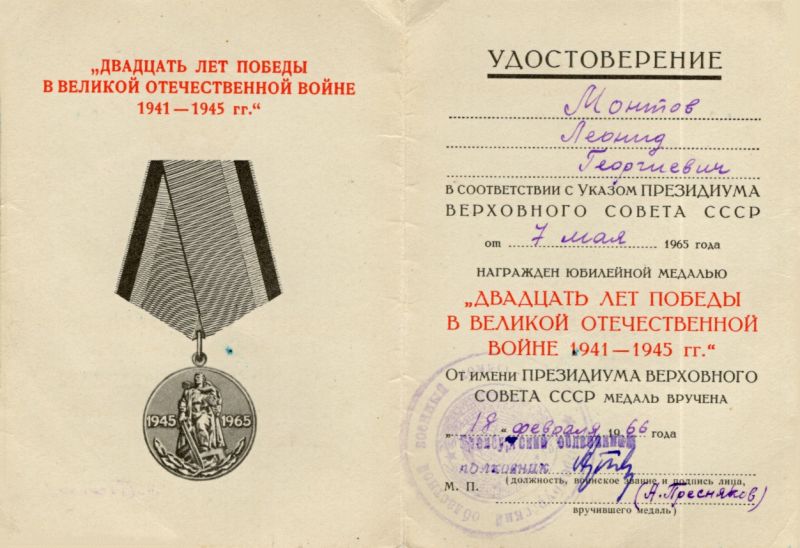 „ДВАДЦАТЬ ЛЕТ ПОБЕДЫ
В ВЕЛИКОЙ ОТЕЧЕСТВЕННОЙ ВОЙНЕ
1941—1945 гг.“
1945 1965
УДОСТОВЕРЕНИЕ
Монтов
Леонид
Георгиевич
В СООТВЕТСТВИИ С УКАЗОМ ПРЕЗИДИУМА
ВЕРХОВНОГО СОВЕТА СССР
от 7 мая 1965 года
НАГРАЖДЕН ЮБИЛЕЙНОЙ МЕДАЛЬЮ
„ДВАДЦАТЬ ЛЕТ ПОБЕДЫ
В ВЕЛИКОЙ ОТЕЧЕСТВЕННОЙ
ВОЙНЕ 1941—1945 гг.“
От имени ПРЕЗИДИУМА ВЕРХОВНОГО
СОВЕТА СССР МЕДАЛЬ ВРУЧЕНА
„18“ февраля 1966 года
полковник
М. П. (должность, воинское звание и подпись лица,
(А. Пресняков)
вручившего медаль)